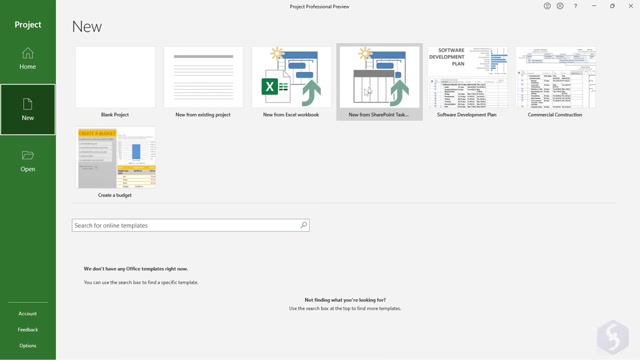 Project Professional Preview
?
Project
New
Home
New
Open
Blank Project
New from existing project
New from Excel workbook
New from SharePoint Task...
SOFTWARE
DEVELOPMENT
PLAN
Software Development Plan
Commercial Construction
CREATE A BUDGET
Create a budget
Search for online templates
We don't have any Office templates right now.
You can use the search box to find a specific template.
Not finding what you're looking for?
Use the search box at the top to find more templates.
Account
Feedback
Options